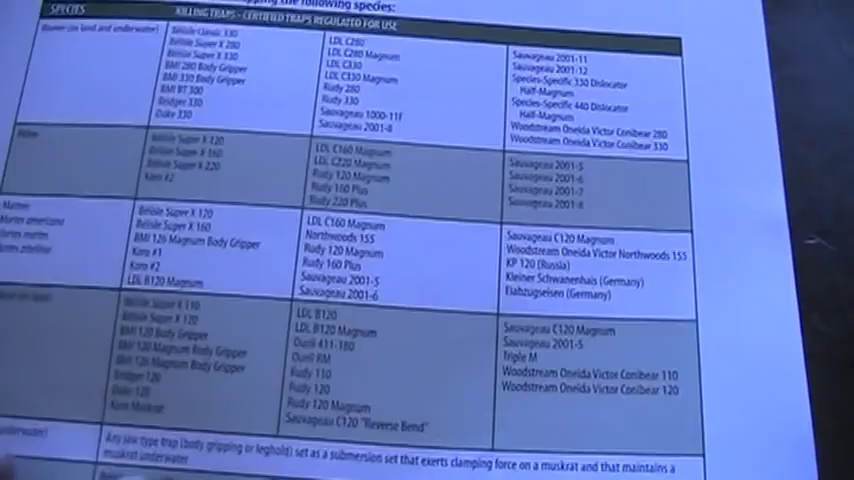 the following species:
SPECIES
KILLING TRAPS - CERTIFIED TRAPS REGULATED FOR USE
(on land and underwater)
Belisle Classic 330
Belisle Super X 280
Belisle Super X 330
BMI 280 Body Gripper
BMI 330 Body Gripper
BMI BT 300
Bridger 330
Duke 330
LDL C280
LDL C280 Magnum
LDL C330
LDL C330 Magnum
Rudy 280
Rudy 330
Sauvageau 1000-11F
Sauvageau 2001-8
Sauvageau 2001-11
Sauvageau 2001-12
Species-Specific 330 Dislocator
Half-Magnum
Species-Specific 440 Dislocator
Half-Magnum
Woodstream Oneida Victor Conibear 280
Woodstream Oneida Victor Conibear 330
Belisle Super X 120
Belisle Super X 160
Belisle Super X 220
Koro #2
LDL C160 Magnum
LDL C220 Magnum
Rudy 120 Magnum
Rudy 160 Plus
Rudy 220 Plus
Sauvageau 2001-5
Sauvageau 2001-6
Sauvageau 2001-7
Sauvageau 2001-8
Marten
Martes americana
Martes martes
Martes zibellina
Belisle Super X 120
Belisle Super X 160
BMI 126 Magnum Body Gripper
Koro #1
Koro #2
LDL B120 Magnum
LDL C160 Magnum
Northwoods 155
Rudy 120 Magnum
Rudy 160 Plus
Sauvageau 2001-5
Sauvageau 2001-6
Sauvageau C120 Magnum
Woodstream Oneida Victor Northwoods 155
KP 120 (Russia)
Kleiner Schwanenhals (Germany)
Eiabzugseisen (Germany)
Belisle Super X 110
Belisle Super X 120
BMI 120 Body Gripper
BMI 120 Magnum Body Gripper
BMI 126 Magnum Body Gripper
Bridger 120
Duke 120
Koro Muskrat
LDL B120
LDL B120 Magnum
Ouell 411-180
Ouell RM
Rudy 110
Rudy 120
Rudy 120 Magnum
Sauvageau C120 "Reverse Bend"
Sauvageau C120 Magnum
Sauvageau 2001-5
Triple M
Woodstream Oneida Victor Conibear 110
Woodstream Oneida Victor Conibear 120
underwater)
Any jaw type trap (body gripping or leghold) set as a submersion set that exerts clamping force on a muskrat and that maintains a
muskrat underwater